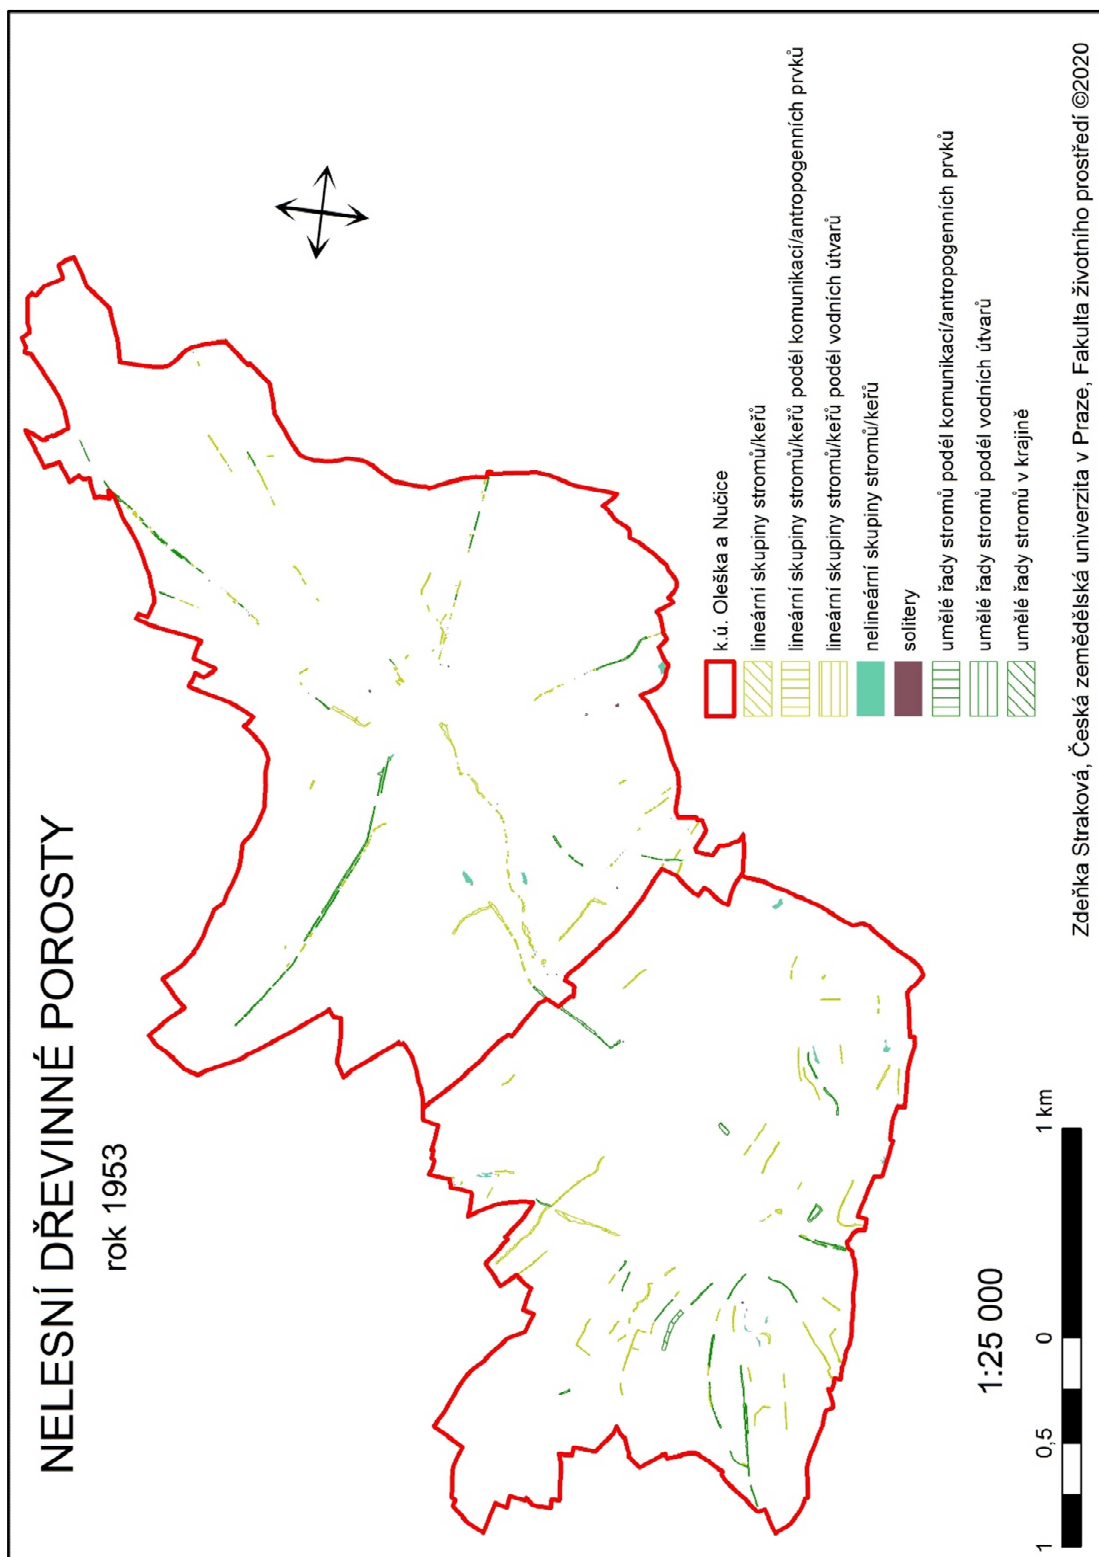 NELESNÍ DŘEVINNÉ POROSTY
rok 1953
k.ú. Oleška a Nučice
lineární skupiny stromů/keřů
lineární skupiny stromů/keřů podél komunikací/antropogenních prvků
lineární skupiny stromů/keřů podél vodních útvarů
nelineární skupiny stromů/keřů
solitery
umělé řady stromů podél komunikací/antropogenních prvků
umělé řady stromů podél vodních útvarů
umělé řady stromů v krajině
1:25 000
1 0,5 0 1 km
Zdeňka Straková, Česká zemědělská univerzita v Praze, Fakulta životního prostředí ©2020